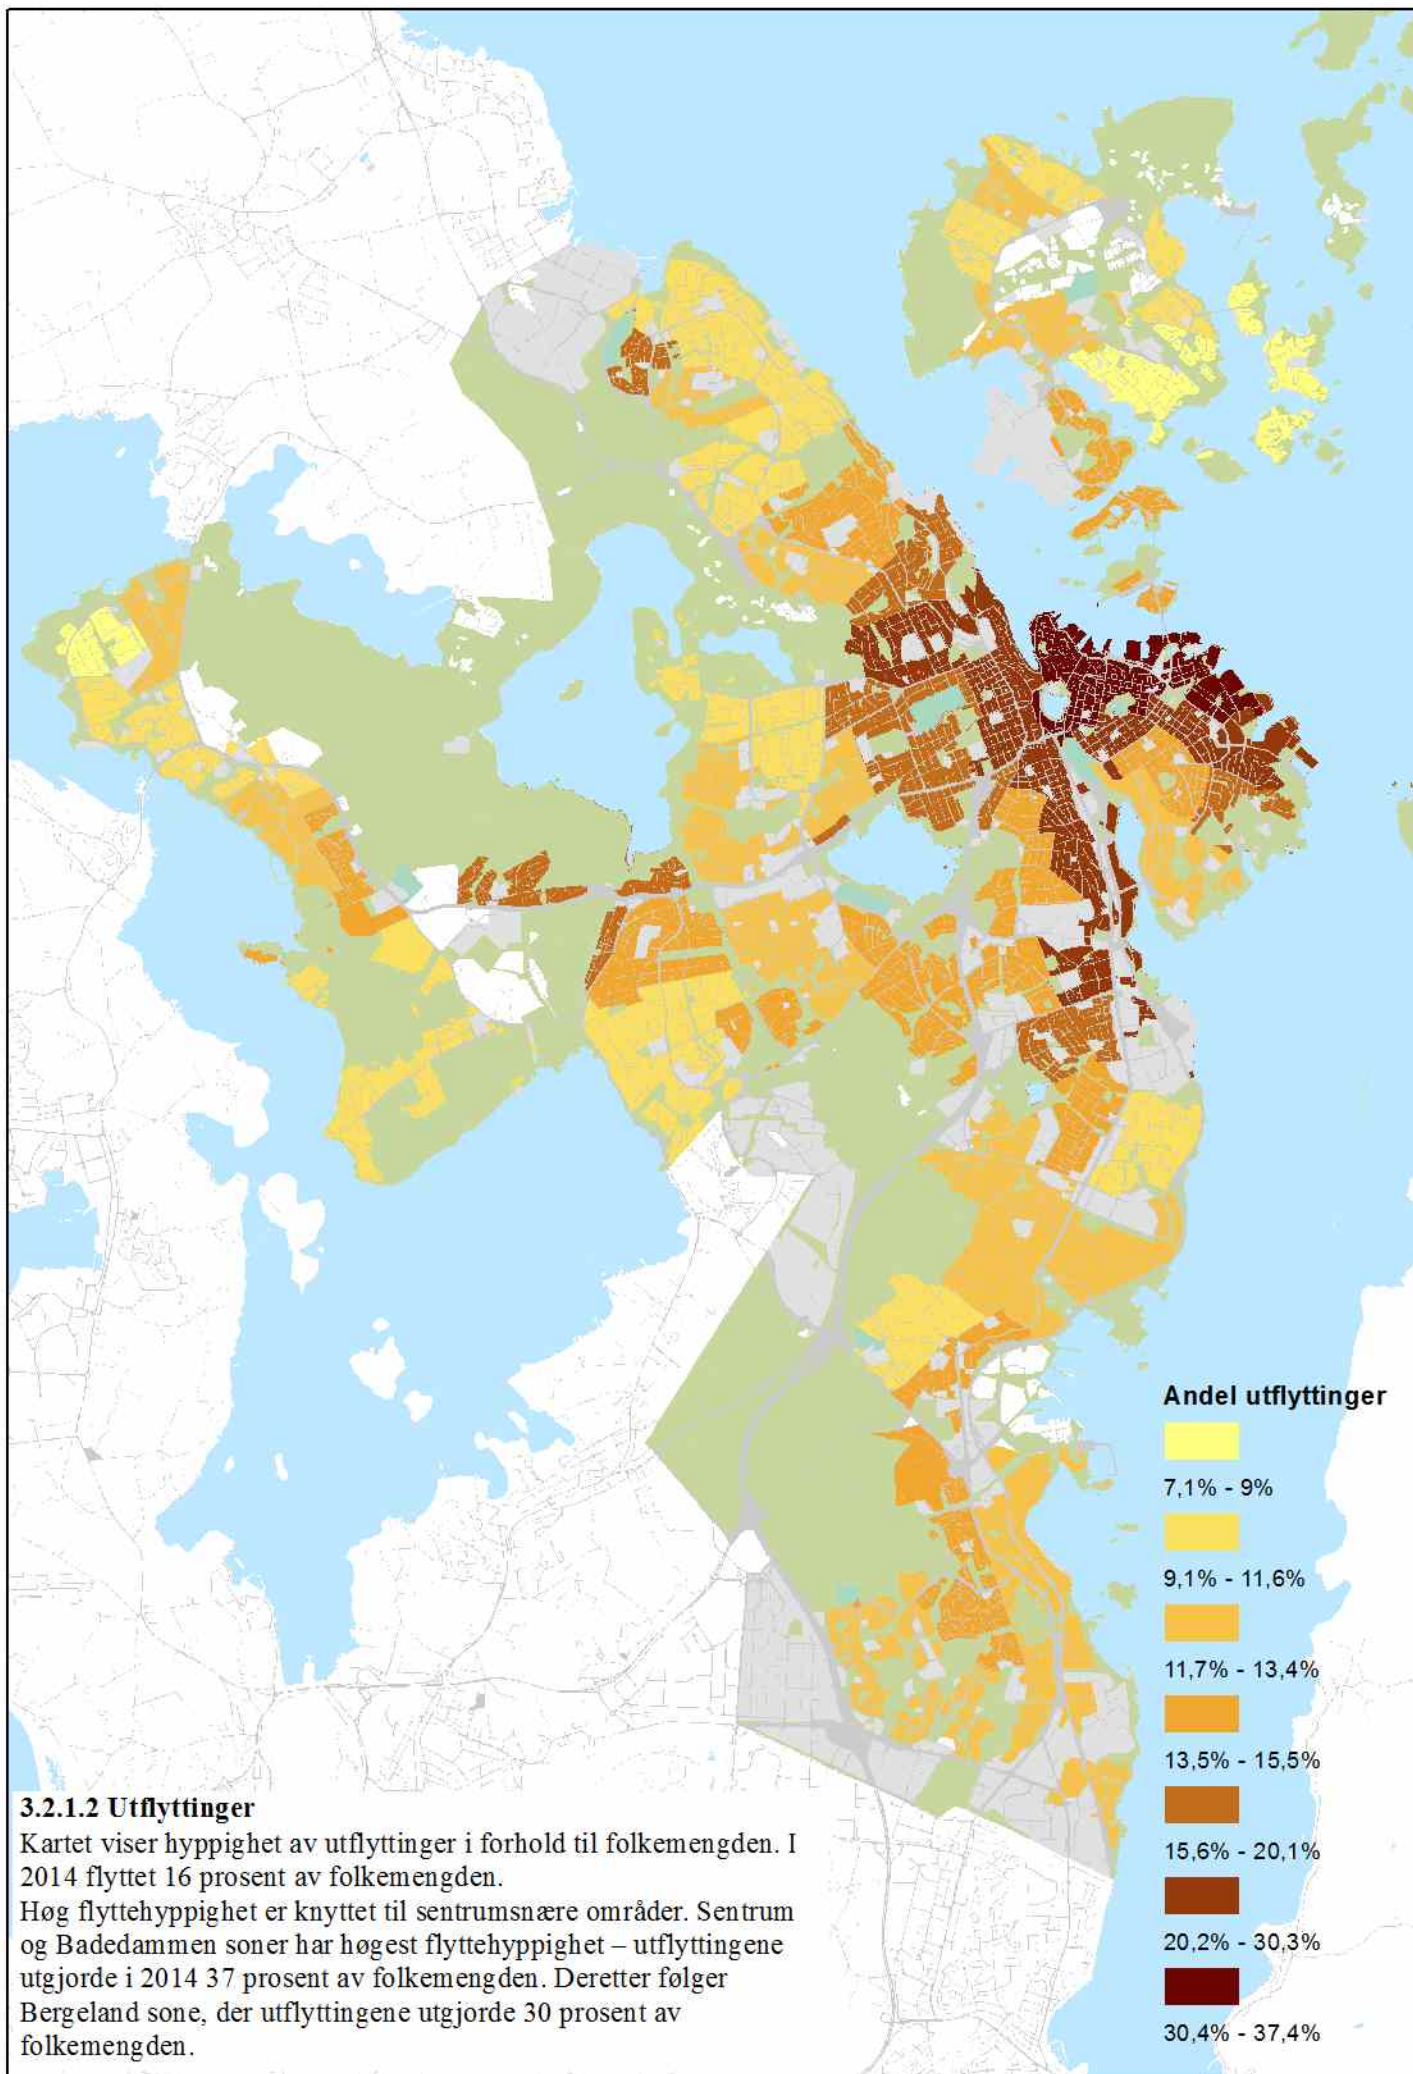 Andel utflyttinger
7,1% - 9%
9,1% - 11,6%
11,7% - 13,4%
13,5% - 15,5%
15,6% - 20,1%
20,2% - 30,3%
30,4% - 37,4%
3.2.1.2 Utflyttinger
Kartet viser hyppighet av utflyttinger i forhold til folkemengden. I
2014 flyttet 16 prosent av folkemengden.
Høg flyttehyppighet er knyttet til sentrumsnære områder. Sentrum
og Badedammen soner har høgest flyttehyppighet – utflyttingene
utgjorde i 2014 37 prosent av folkemengden. Deretter følger
Bergeland sone, der utflyttingene utgjorde 30 prosent av
folkemengden.